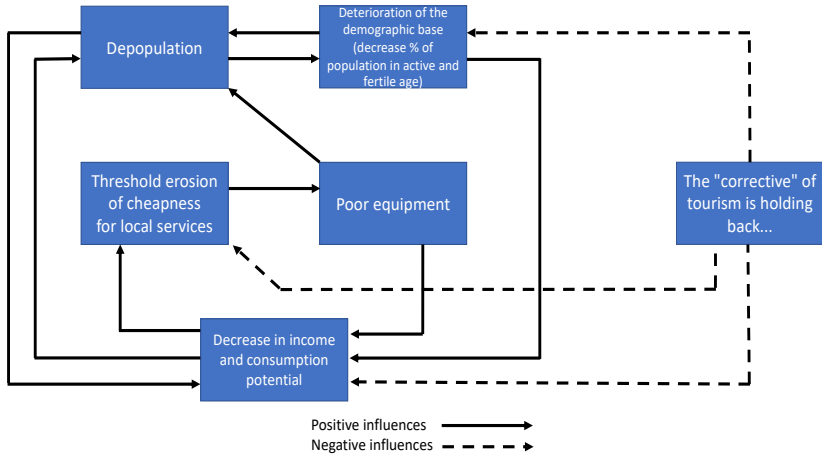 Depopulation
Deterioration of the
demographic base
(decrease % of
population in active and
fertile age)
Threshold erosion
of cheapness
for local services
Poor equipment
The "corrective" of
tourism is holding
back...
Decrease in income
and consumption
potential
Positive influences
Negative influences